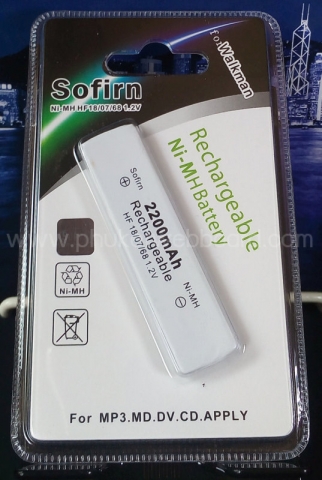 Sofirn
Ni-MH HF18/07/68 1.2V
for Walkman
Rechargeable
Ni-MH Battery
Sofirn
2200mAh
Rechargeable
HF 18/07/68 1.2V
Ni-MH
Ni-MH
For MP3.MD.DV.CD.APPLY